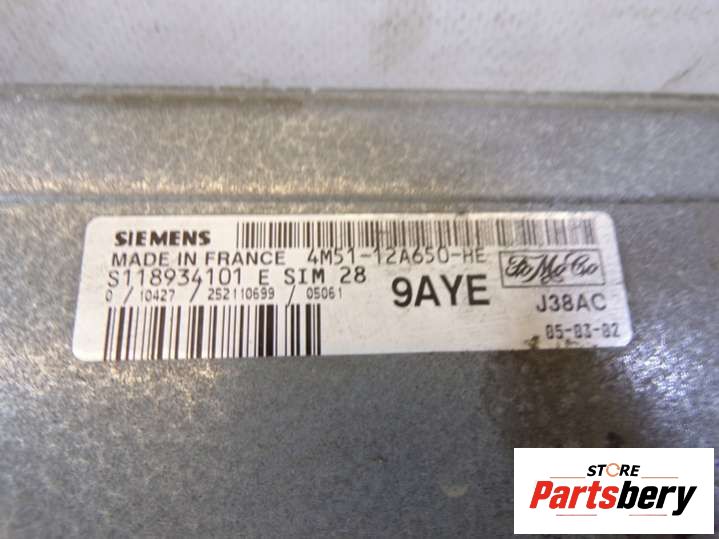 SIEMENS
MADE IN FRANCE 4M51-12A650-HE
S118934101 E SIM 28
0 / 10427 / 252110699 / 05061
9AYE
FoMoCo
J38AC
05-03-02
STORE
Partsbery